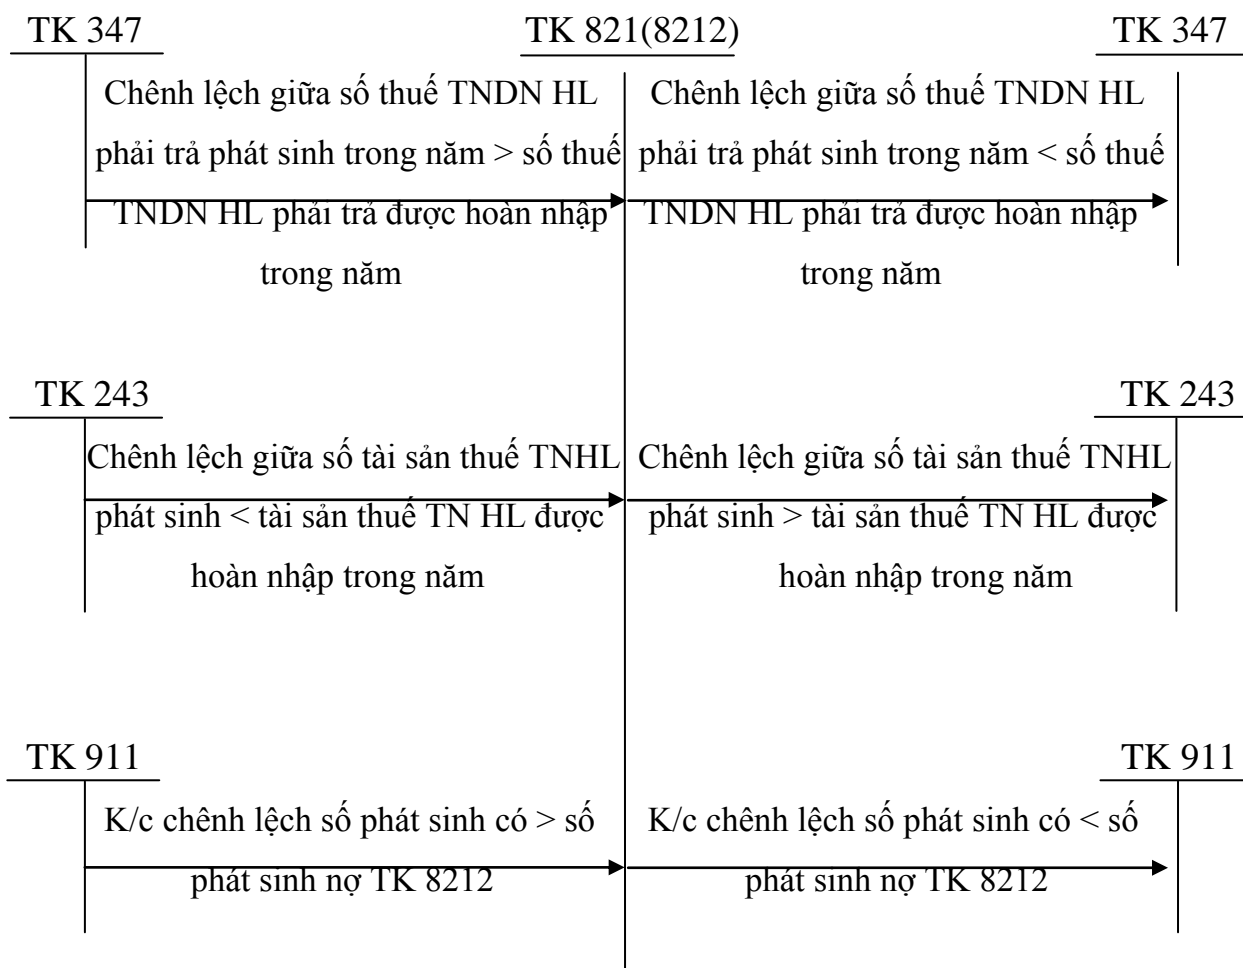 TK 347
TK 821(8212)
TK 347
Chênh lệch giữa số thuế TNDN HL
phải trả phát sinh trong năm > số thuế
TNDN HL phải trả được hoàn nhập
trong năm
Chênh lệch giữa số thuế TNDN HL
phải trả phát sinh trong năm < số thuế
TNDN HL phải trả được hoàn nhập
trong năm
TK 243
TK 243
Chênh lệch giữa số tài sản thuế TNHL
phát sinh < tài sản thuế TN HL được
hoàn nhập trong năm
Chênh lệch giữa số tài sản thuế TNHL
phát sinh > tài sản thuế TN HL được
hoàn nhập trong năm
TK 911
TK 911
K/c chênh lệch số phát sinh có > số
phát sinh nợ TK 8212
K/c chênh lệch số phát sinh có < số
phát sinh nợ TK 8212